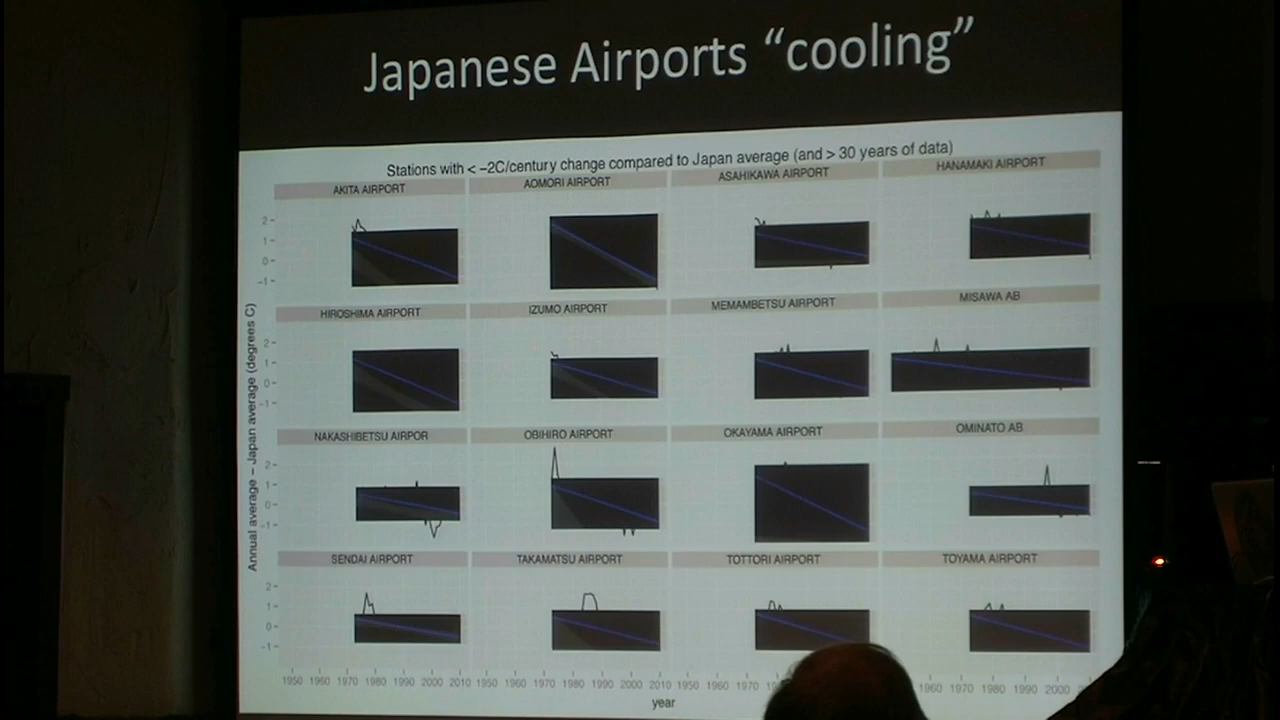 Japanese Airports “cooling”
Stations with < −2C/century change compared to Japan average (and > 30 years of data)
AKITA AIRPORT AOMORI AIRPORT ASAHIKAWA AIRPORT HANAMAKI AIRPORT
2
1
0
-1
HIROSHIMA AIRPORT IZUMO AIRPORT MEMAMBETSU AIRPORT MISAWA AB
2
1
0
-1
NAKASHIBETSU AIRPOR OBIHIRO AIRPORT OKAYAMA AIRPORT OMINATO AB
2
1
0
-1
SENDAI AIRPORT TAKAMATSU AIRPORT TOTTORI AIRPORT TOYAMA AIRPORT
2
1
0
-1
Annual average − Japan average (degrees C)
1950 1960 1970 1980 1990 2000 2010 1950 1960 1970 1980 1990 2000 2010 1950 1960 1970 1960 1970 1980 1990 2000
year